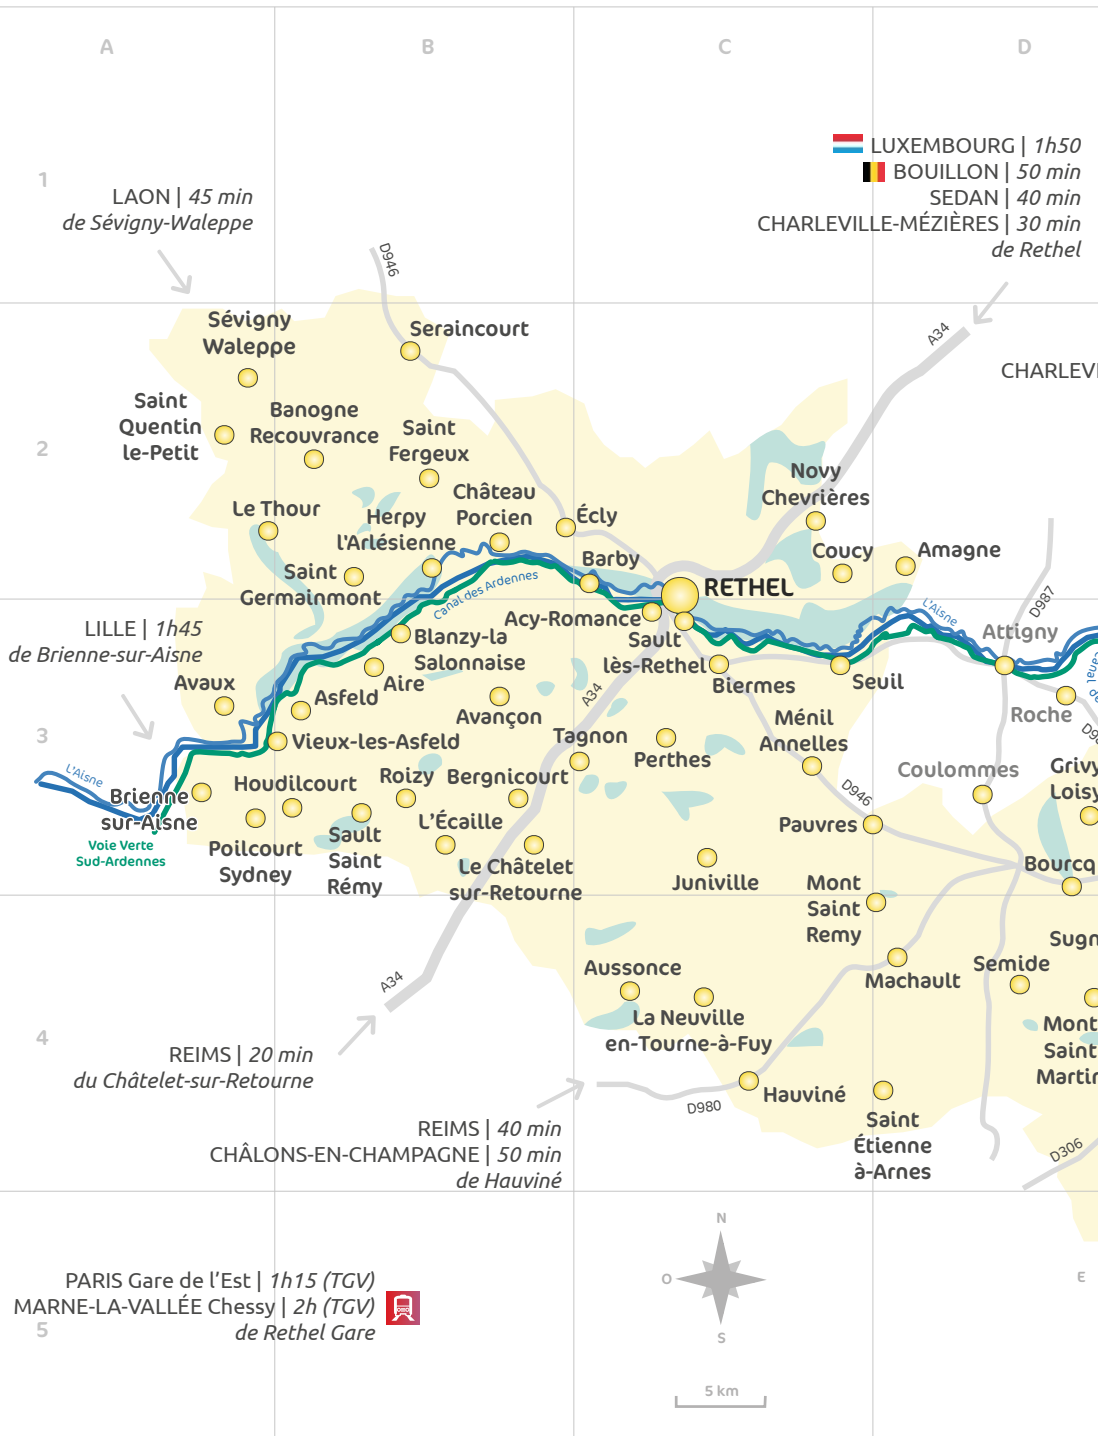 A
B
C
D
1
LUXEMBOURG | 1h50
BOUILLON | 50 min
SEDAN | 40 min
CHARLEVILLE-MÉZIÈRES | 30 min
de Rethel
LAON | 45 min
de Sévigny-Waleppe
D946
A34
Sévigny
Waleppe
Seraincourt
CHARLEVI
2
Saint
Quentin
le-Petit
Banogne
Recouvrance
Saint
Fergeux
Novy
Chevrières
Château
Porcien
Le Thour
Herpy
l'Arlésienne
Écly
Barby
Coucy
Amagne
Saint
Germainmont
Canal des Ardennes
RETHEL
L'Aisne
D987
LILLE | 1h45
de Brienne-sur-Aisne
Acy-Romance
Attigny
Blanzy-la
Salonnaise
Sault
lès-Rethel
Avaux
Aire
Asfeld
Biermes
Seuil
Canal de
A34
Avançon
Roche
3
Vieux-les-Asfeld
Tagnon
Ménil
Annelles
D98
Perthes
L'Aisne
Coulommes
Grivy
Loisy
Houdilcourt
Roizy
Bergnicourt
D946
Brienne
sur-Aisne
Voie Verte
Sud-Ardennes
L'Écaille
Pauvres
Sault
Saint
Rémy
Poilcourt
Sydney
Le Châtelet
sur-Retourne
Juniville
Bourcq
Mont
Saint
Remy
Sugn
Aussonce
Semide
Machault
A34
La Neuville
en-Tourne-à-Fuy
Mont
Saint
Martin
4
REIMS | 20 min
du Châtelet-sur-Retourne
Hauviné
D980
Saint
Étienne
à-Arnes
D306
REIMS | 40 min
CHÂLONS-EN-CHAMPAGNE | 50 min
de Hauviné
N
O
E
S
PARIS Gare de l’Est | 1h15 (TGV)
MARNE-LA-VALLÉE Chessy | 2h (TGV)
de Rethel Gare
5
5 km